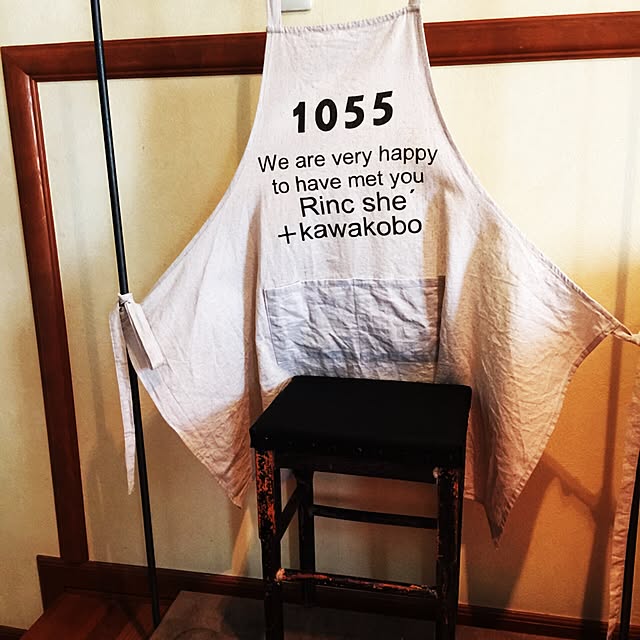 1055
We are very happy
to have met you
Rinc she´
+kawakobo